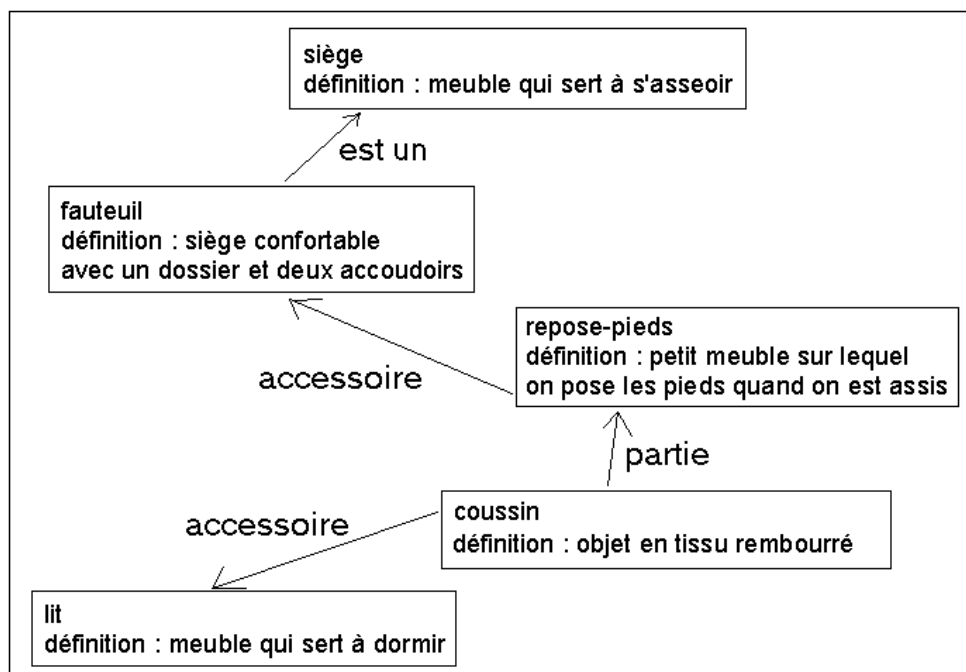 siège
définition : meuble qui sert à s'asseoir
est un
fauteuil
définition : siège confortable
avec un dossier et deux accoudoirs
repose-pieds
définition : petit meuble sur lequel
on pose les pieds quand on est assis
accessoire
partie
coussin
définition : objet en tissu rembourré
accessoire
lit
définition : meuble qui sert à dormir